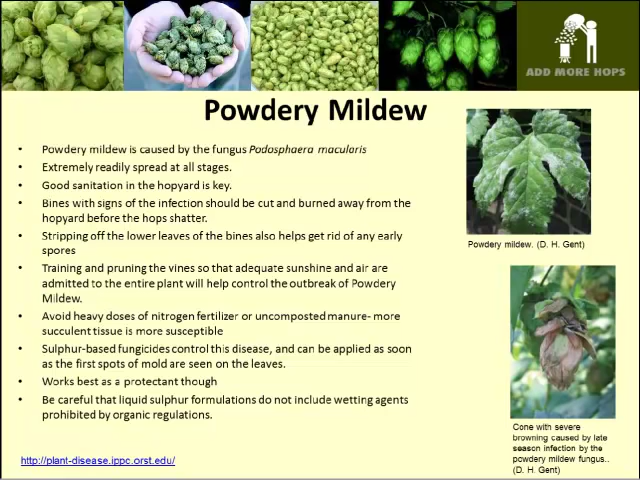 ADD MORE HOPS
Powdery Mildew
• Powdery mildew is caused by the fungus Podosphaera macularis
• Extremely readily spread at all stages.
• Good sanitation in the hopyard is key.
• Bines with signs of the infection should be cut and burned away from the
hopyard before the hops shatter.
• Stripping off the lower leaves of the bines also helps get rid of any early
spores
• Training and pruning the vines so that adequate sunshine and air are
admitted to the entire plant will help control the outbreak of Powdery
Mildew.
• Avoid heavy doses of nitrogen fertilizer or uncomposted manure- more
succulent tissue is more susceptible
• Sulphur-based fungicides control this disease, and can be applied as soon
as the first spots of mold are seen on the leaves.
• Works best as a protectant though
• Be careful that liquid sulphur formulations do not include wetting agents
prohibited by organic regulations.
http://plant-disease.ippc.orst.edu/
Powdery mildew. (D. H. Gent)
Cone with severe
browning caused by late
season infection by the
powdery mildew fungus..
(D. H. Gent)